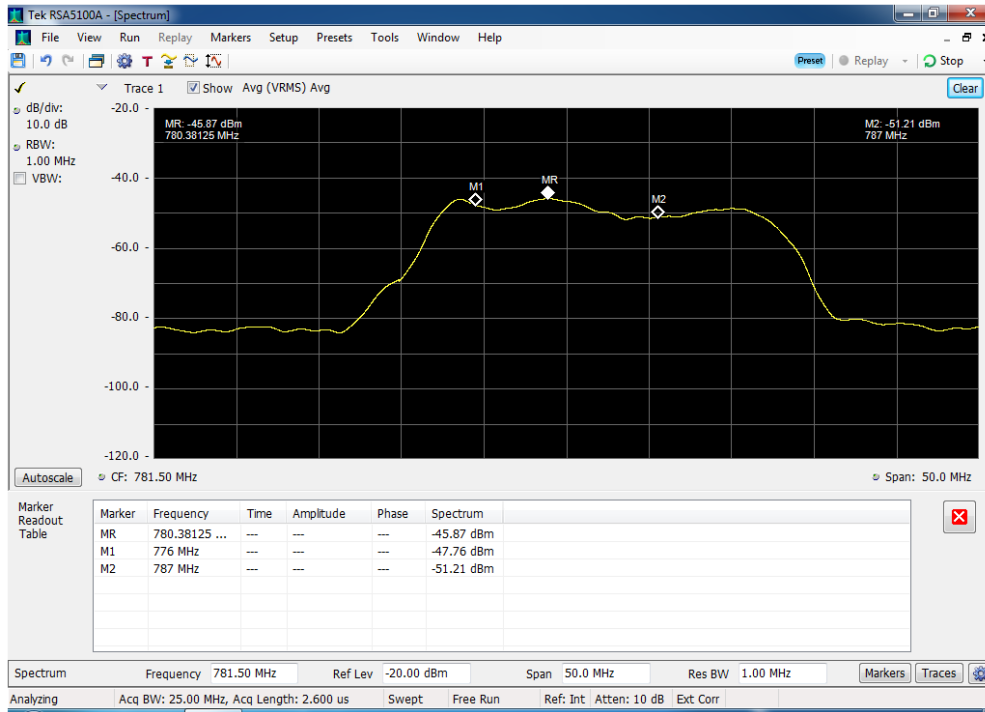 Tek RSA5100A - [Spectrum]
File View Run Replay Markers Setup Presets Tools Window Help
T Preset Replay Stop
Trace 1 Show Avg (VRMS) Avg Clear
dB/div:
10.0 dB
RBW:
1.00 MHz
VBW:
-20.0
-40.0
-60.0
-80.0
-100.0
-120.0
MR: -45.87 dBm
780.38125 MHz
M2: -51.21 dBm
787 MHz
M1
MR
M2
Autoscale CF: 781.50 MHz Span: 50.0 MHz
Marker
Readout
Table
Marker Frequency Time Amplitude Phase Spectrum
MR 780.38125 ... --- --- --- -45.87 dBm
M1 776 MHz --- --- --- -47.76 dBm
M2 787 MHz --- --- --- -51.21 dBm
Spectrum Frequency 781.50 MHz Ref Lev -20.00 dBm Span 50.0 MHz Res BW 1.00 MHz Markers Traces
Analyzing Acq BW: 25.00 MHz, Acq Length: 2.600 us Swept Free Run Ref: Int Atten: 10 dB Ext Corr